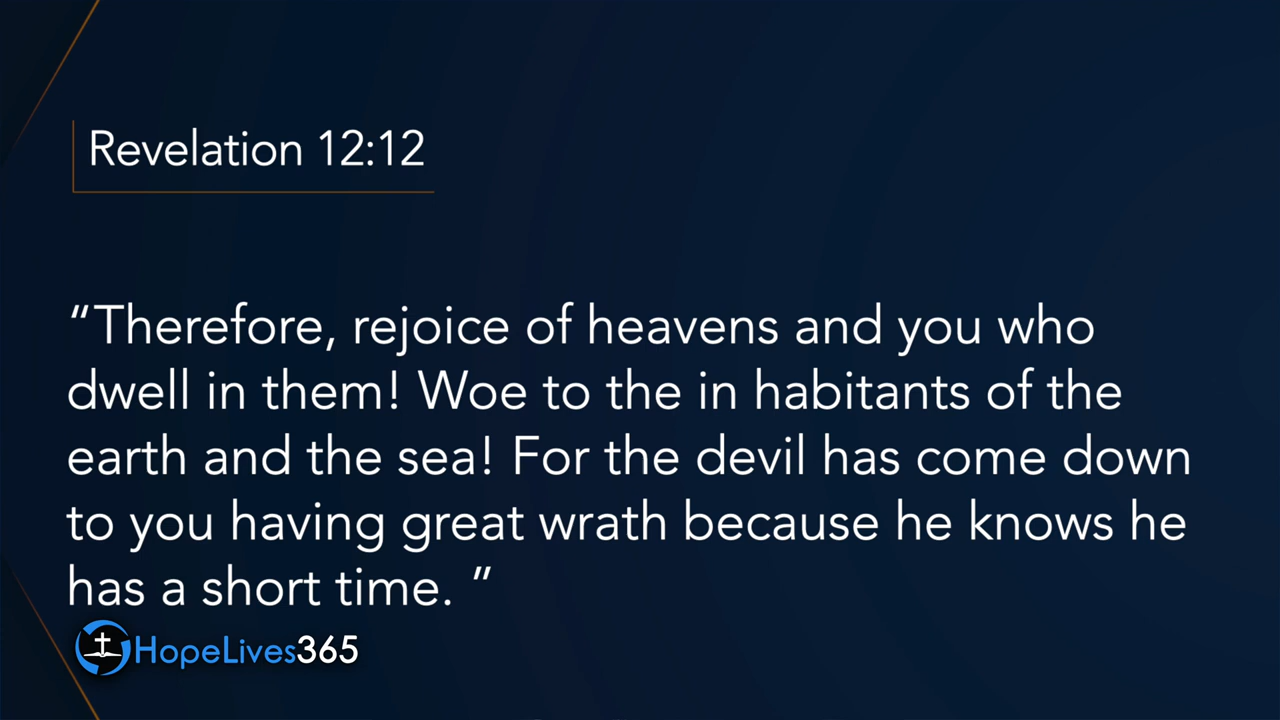 Revelation 12:12
“Therefore, rejoice of heavens and you who
dwell in them! Woe to the in habitants of the
earth and the sea! For the devil has come down
to you having great wrath because he knows he
has a short time. ”
HopeLives365